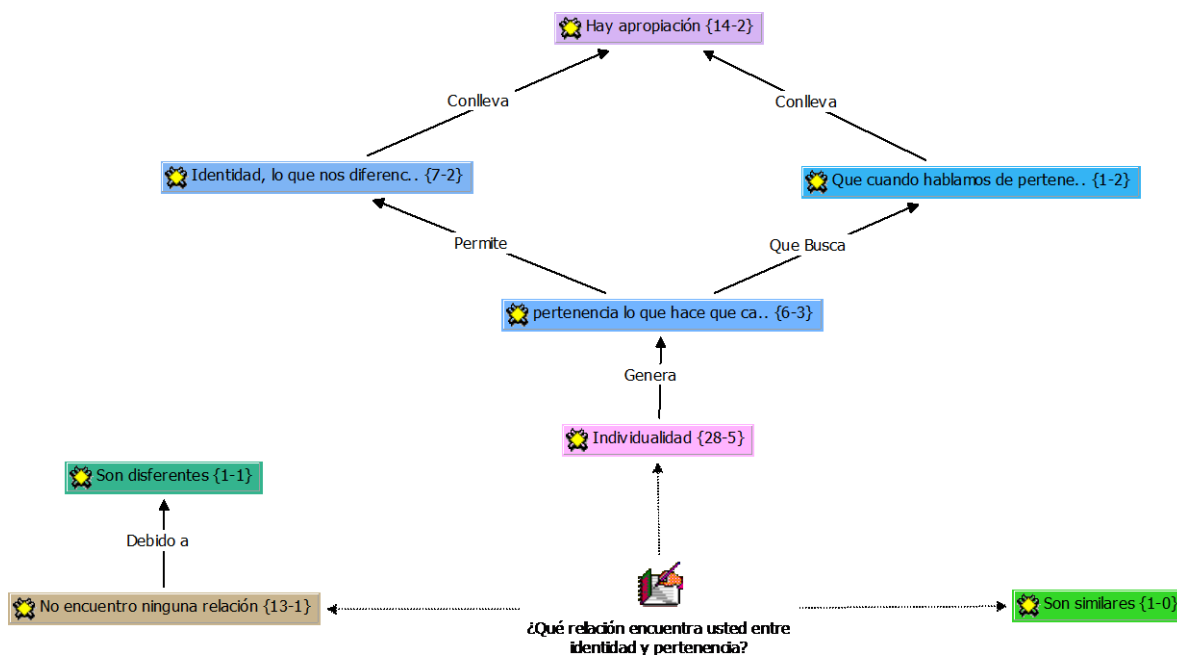 Hay apropiación {14-2}
Conlleva
Conlleva
Identidad, lo que nos diferenc.. {7-2}
Que cuando hablamos de pertene.. {1-2}
Permite
Que Busca
pertenencia lo que hace que ca.. {6-3}
Genera
Individualidad {28-5}
Son disferentes {1-1}
Debido a
No encuentro ninguna relación {13-1}
Son similares {1-0}
¿Qué relación encuentra usted entre
identidad y pertenencia?